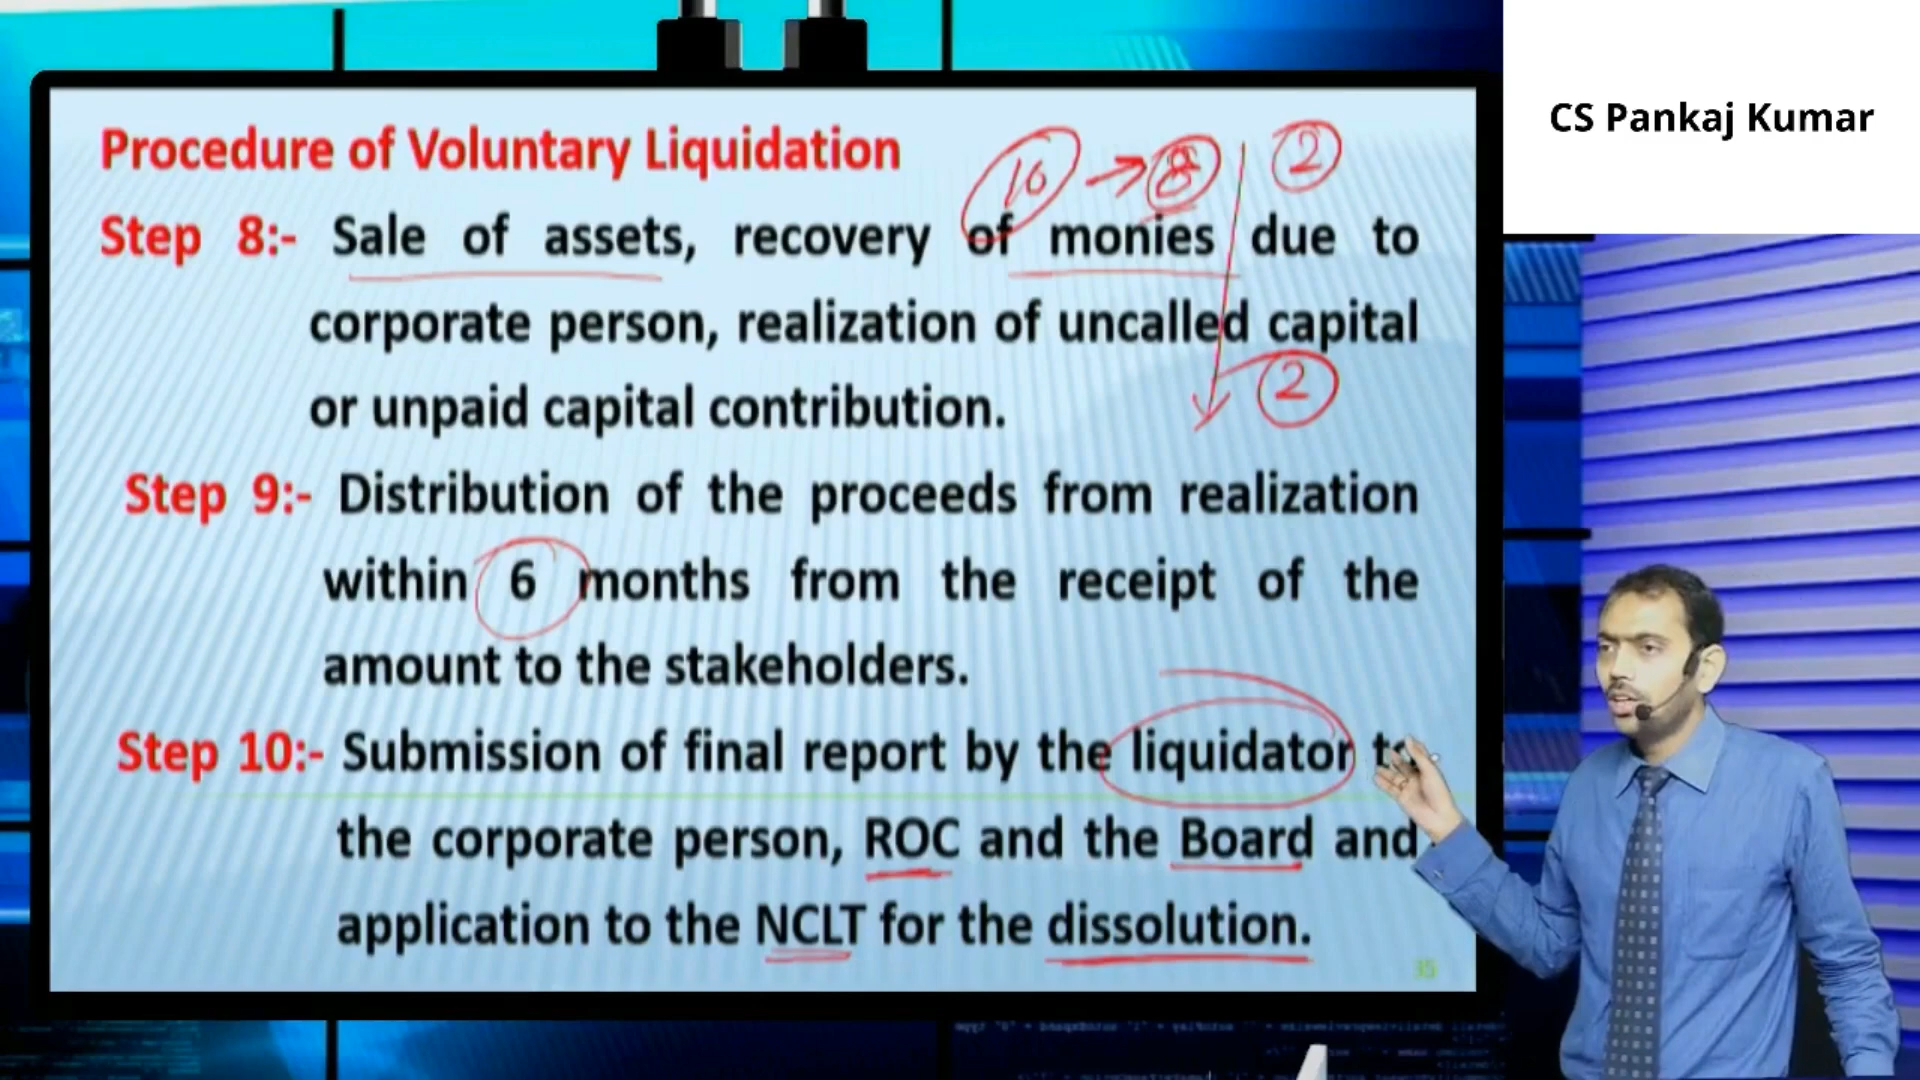 CS Pankaj Kumar
Procedure of Voluntary Liquidation
10 → 8 2
Step 8:- Sale of assets, recovery of monies due to
corporate person, realization of uncalled capital
2
or unpaid capital contribution.
Step 9:- Distribution of the proceeds from realization
within 6 months from the receipt of the
amount to the stakeholders.
Step 10:- Submission of final report by the liquidator to
the corporate person, ROC and the Board and
application to the NCLT for the dissolution.
35